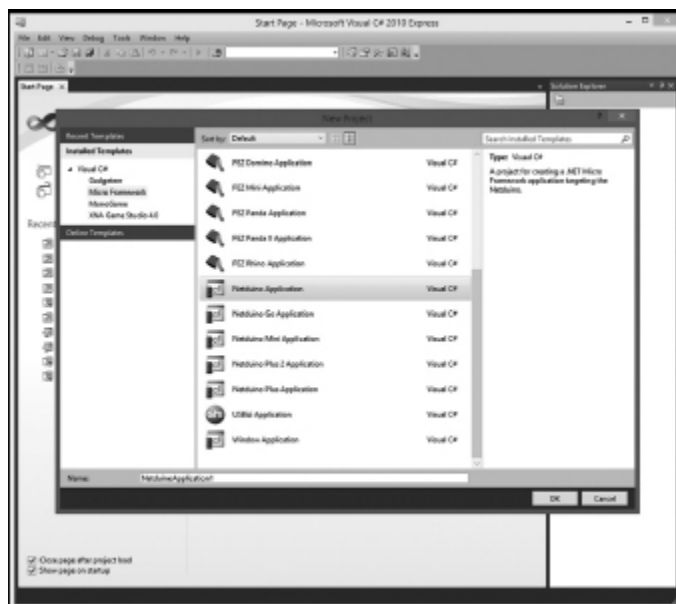 Start Page - Microsoft Visual C# 2010 Express
File Edit View Debug Tools Window Help
Start Page
Solution Explorer
New Project
Recent Templates
Installed Templates
Visual C#
Gadgeteer
Micro Framework
MonoGame
XNA Game Studio 4.0
Online Templates
Sort by: Default
Search Installed Templates
FEZ Domino Application Visual C#
FEZ Mini Application Visual C#
FEZ Panda Application Visual C#
FEZ Panda II Application Visual C#
FEZ Rhino Application Visual C#
Netduino Application Visual C#
Netduino Go Application Visual C#
Netduino Mini Application Visual C#
Netduino Plus 2 Application Visual C#
Netduino Plus Application Visual C#
USBizi Application Visual C#
Window Application Visual C#
Type: Visual C#
A project for creating a .NET Micro
Framework application targeting the
Netduino.
Recent
Name: NetduinoApplication1
OK Cancel
Close page after project load
Show page on startup